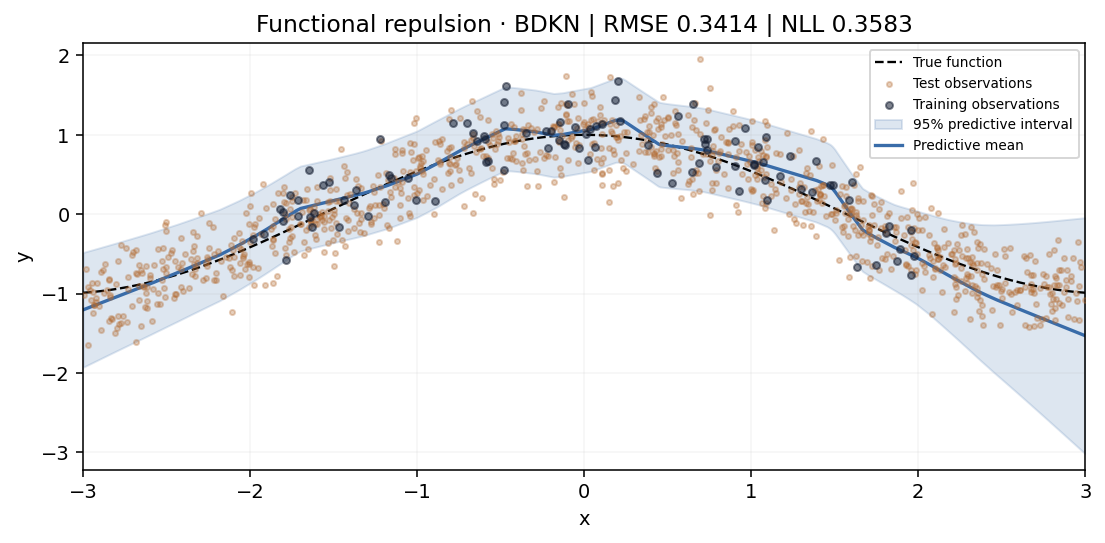 Functional repulsion · BDKN | RMSE 0.3414 | NLL 0.3583
True function
Test observations
Training observations
95% predictive interval
Predictive mean
2
1
0
−1
−2
−3
y
−3 −2 −1 0 1 2 3
x